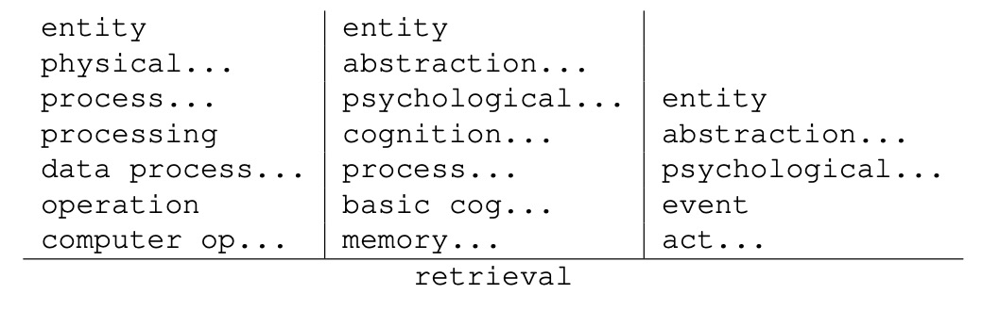 entity entity
physical... abstraction...
process... psychological... entity
processing cognition... abstraction...
data process... process... psychological...
operation basic cog... event
computer op... memory... act...
retrieval